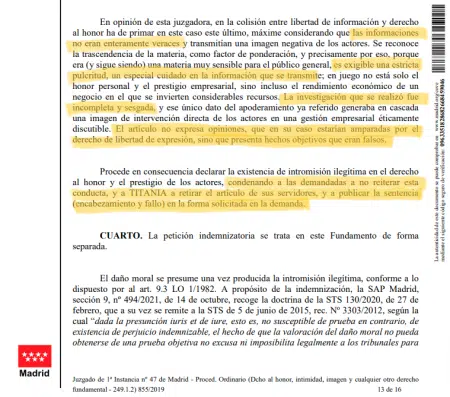 En opinión de esta juzgadora, en la colisión entre libertad de información y derecho
al honor ha de primar en este caso este último, máxime considerando que las informaciones
no eran enteramente veraces y transmitían una imagen negativa de los actores. Se reconoce
la trascendencia de la materia, como factor de ponderación, y precisamente por eso, porque
era (y sigue siendo) una materia muy sensible para el público general, es exigible una estricta
pulcritud, un especial cuidado en la información que se transmite; en juego no está solo el
honor personal y el prestigio empresarial, sino incluso el rendimiento económico de un
negocio en el que se invierten considerables recursos. La investigación que se realizó fue
incompleta y sesgada, y ese único dato del apoderamiento ya referido generaba en cascada
una imagen de intervención directa de los actores en una gestión empresarial éticamente
discutible. El artículo no expresa opiniones, que en su caso estarían amparadas por el
derecho de libertad de expresión, sino que presenta hechos objetivos que eran falsos.
Procede en consecuencia declarar la existencia de intromisión ilegítima en el derecho
al honor y el prestigio de los actores, condenando a las demandadas a no reiterar esta
conducta, y a TITANIA a retirar el artículo de sus servidores, y a publicar la sentencia
(encabezamiento y fallo) en la forma solicitada en la demanda.
CUARTO. La petición indemnizatoria se trata en este Fundamento de forma
separada.
El daño moral se presume una vez producida la intromisión ilegítima, conforme a lo
dispuesto por al art. 9.3 LO 1/1982. A propósito de la indemnización, la SAP Madrid,
sección 9, nº 494/2021, de 14 de octubre, recoge la doctrina de la STS 130/2020, de 27 de
febrero, que a su vez se remite a la STS de 5 de junio de 2015, rec. Nº 3303/2012, según la
cual "dada la presunción iuris et de iure, esto es, no susceptible de prueba en contrario, de
existencia de perjuicio indemnizable, el hecho de que la valoración del daño moral no pueda
obtenerse de una prueba objetiva no excusa ni imposibilita legalmente a los tribunales para
Madrid
Juzgado de 1ª Instancia nº 47 de Madrid - Proced. Ordinario (Dcho al honor, intimidad, imagen y cualquier otro derecho
fundamental - 249.1.2) 855/2019
13 de 16
La autenticidad de este documento se puede comprobar en
mediante el siguiente código seguro de verificación: